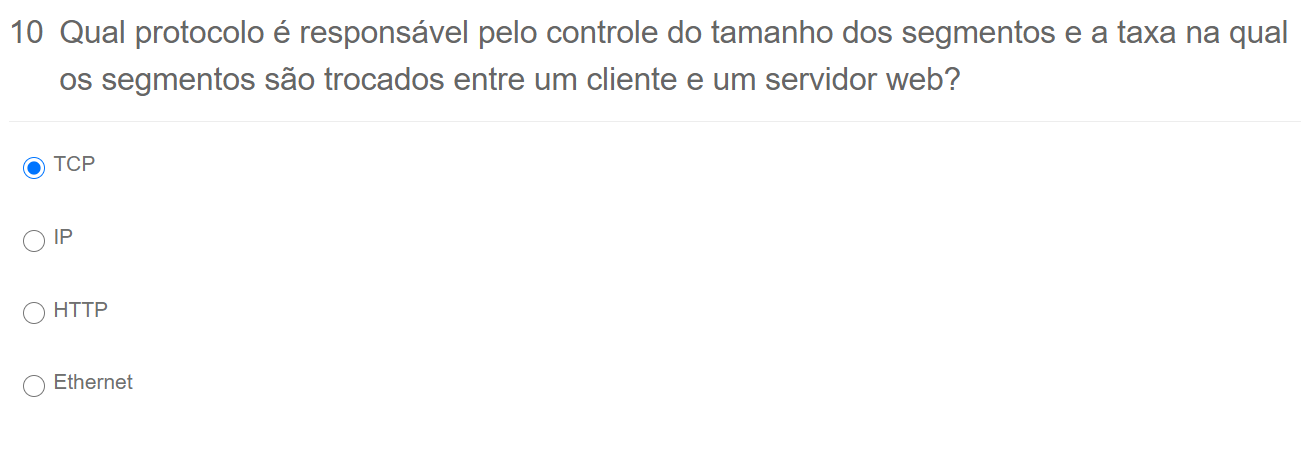 10 Qual protocolo é responsável pelo controle do tamanho dos segmentos e a taxa na qual
os segmentos são trocados entre um cliente e um servidor web?
TCP
IP
HTTP
Ethernet